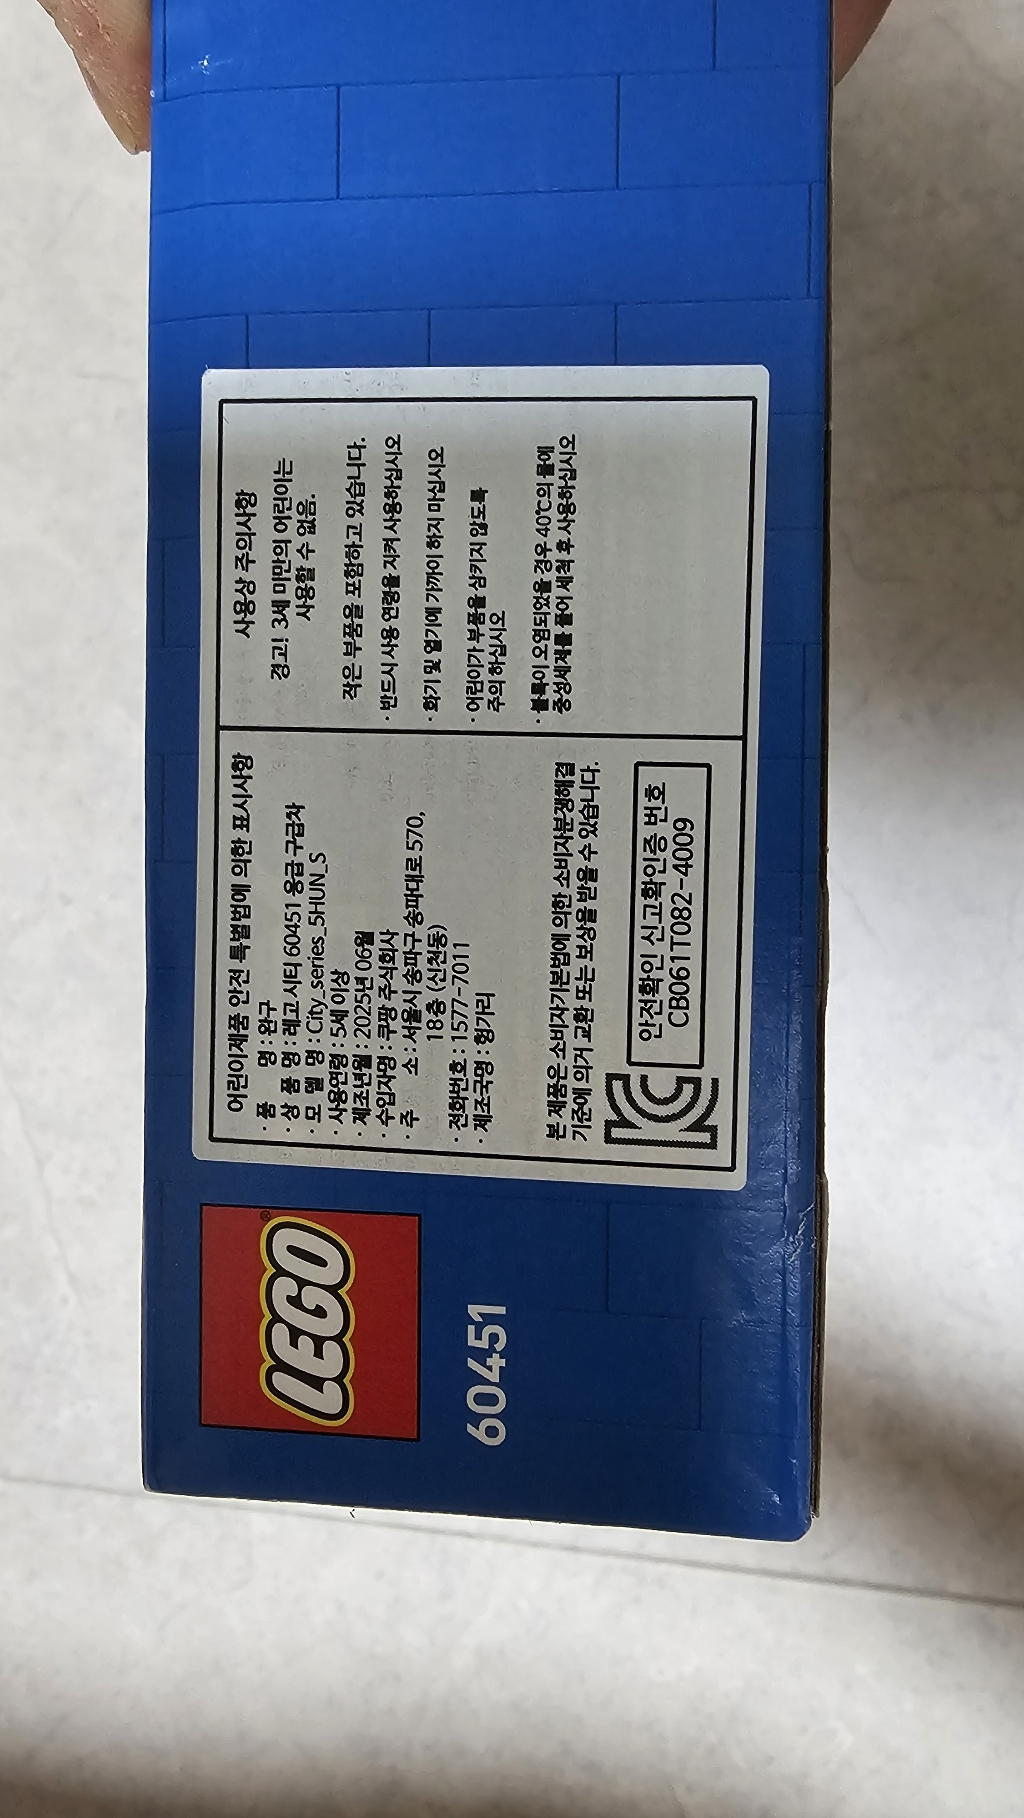 LEGO®
60451
어린이제품 안전 특별법에 의한 표시사항
· 품 명 : 완구
· 상 품 명 : 레고 시티 60451 응급 구급차
· 모 델 명 : City_series_5HUN_S
· 사용연령 : 5세 이상
· 제조년월 : 2025년 06월
· 수입자명 : 쿠팡 주식회사
· 주 소 : 서울시 송파구 송파대로 570,
18층 (신천동)
· 전화번호 : 1577-7011
· 제조국명 : 헝가리
본 제품은 소비자기본법에 의한 소비자분쟁해결
기준에 의거 교환 또는 보상을 받을 수 있습니다.
안전확인 신고확인증 번호
CB061T082-4009
사용상 주의사항
경고! 3세 미만의 어린이는
사용할 수 없음.
작은 부품을 포함하고 있습니다.
· 반드시 사용 연령을 지켜 사용하십시오
· 화기 및 열기에 가까이 하지 마십시오
· 어린이가 부품을 삼키지 않도록
주의 하십시오
· 블록이 오염되었을 경우 40℃의 물에
중성세제를 풀어 세척 후 사용하십시오